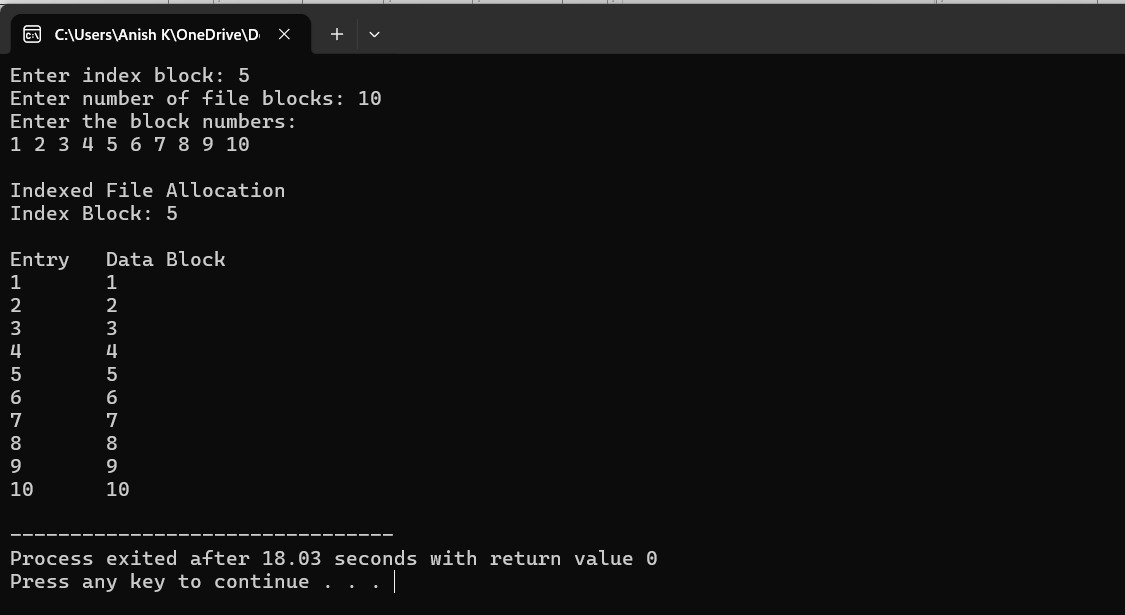 C:\Users\Anish K\OneDrive\D
Enter index block: 5
Enter number of file blocks: 10
Enter the block numbers:
1 2 3 4 5 6 7 8 9 10
Indexed File Allocation
Index Block: 5
Entry   Data Block
1       1
2       2
3       3
4       4
5       5
6       6
7       7
8       8
9       9
10      10
--------------------------------
Process exited after 18.03 seconds with return value 0
Press any key to continue . . .